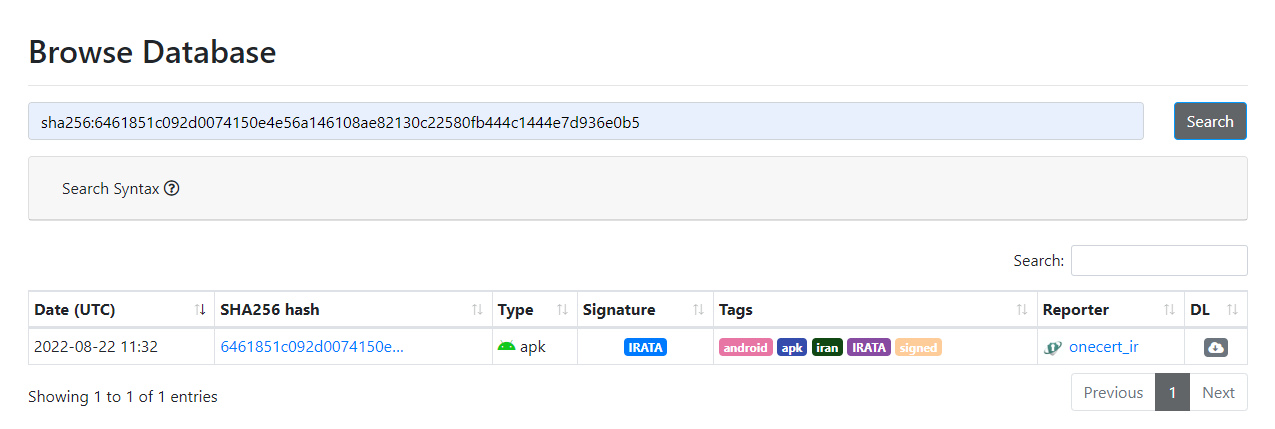 Browse Database
sha256:6461851c092d0074150e4e56a146108ae82130c22580fb444c1444e7d936e0b5 Search
Search Syntax
Search:
Date (UTC) SHA256 hash Type Signature Tags Reporter DL
2022-08-22 11:32 6461851c092d0074150e... apk IRATA android apk iran IRATA signed onecert_ir
Showing 1 to 1 of 1 entries Previous 1 Next